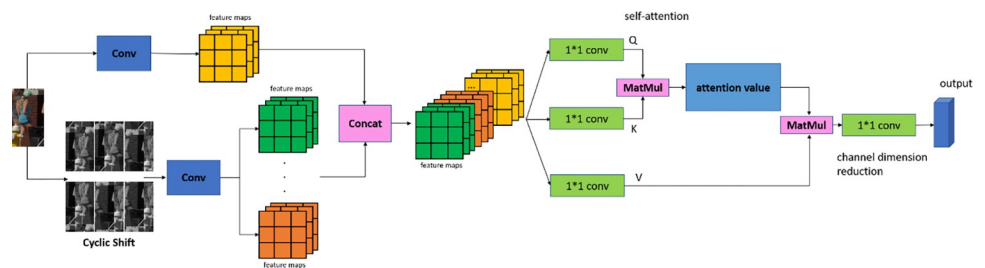 feature maps
Conv
feature maps
Conv
Cyclic Shift
feature maps
Concat
...
feature maps
self-attention
1*1 conv
Q
MatMul
attention value
1*1 conv
K
1*1 conv
V
MatMul
1*1 conv
channel dimension
reduction
output